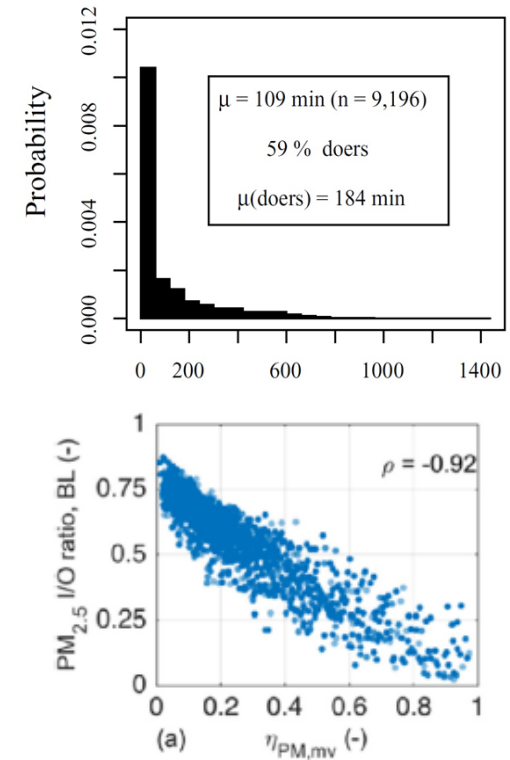 0.012
0.008
0.004
0.000
Probability
μ = 109 min (n = 9,196)
59 % doers
μ(doers) = 184 min
0 200 600 1000 1400
1
0.75
0.5
0.25
0
PM2.5 I/O ratio, BL (-)
ρ = -0.92
0 0.2 0.4 0.6 0.8 1
(a) ηPM,mv (-)